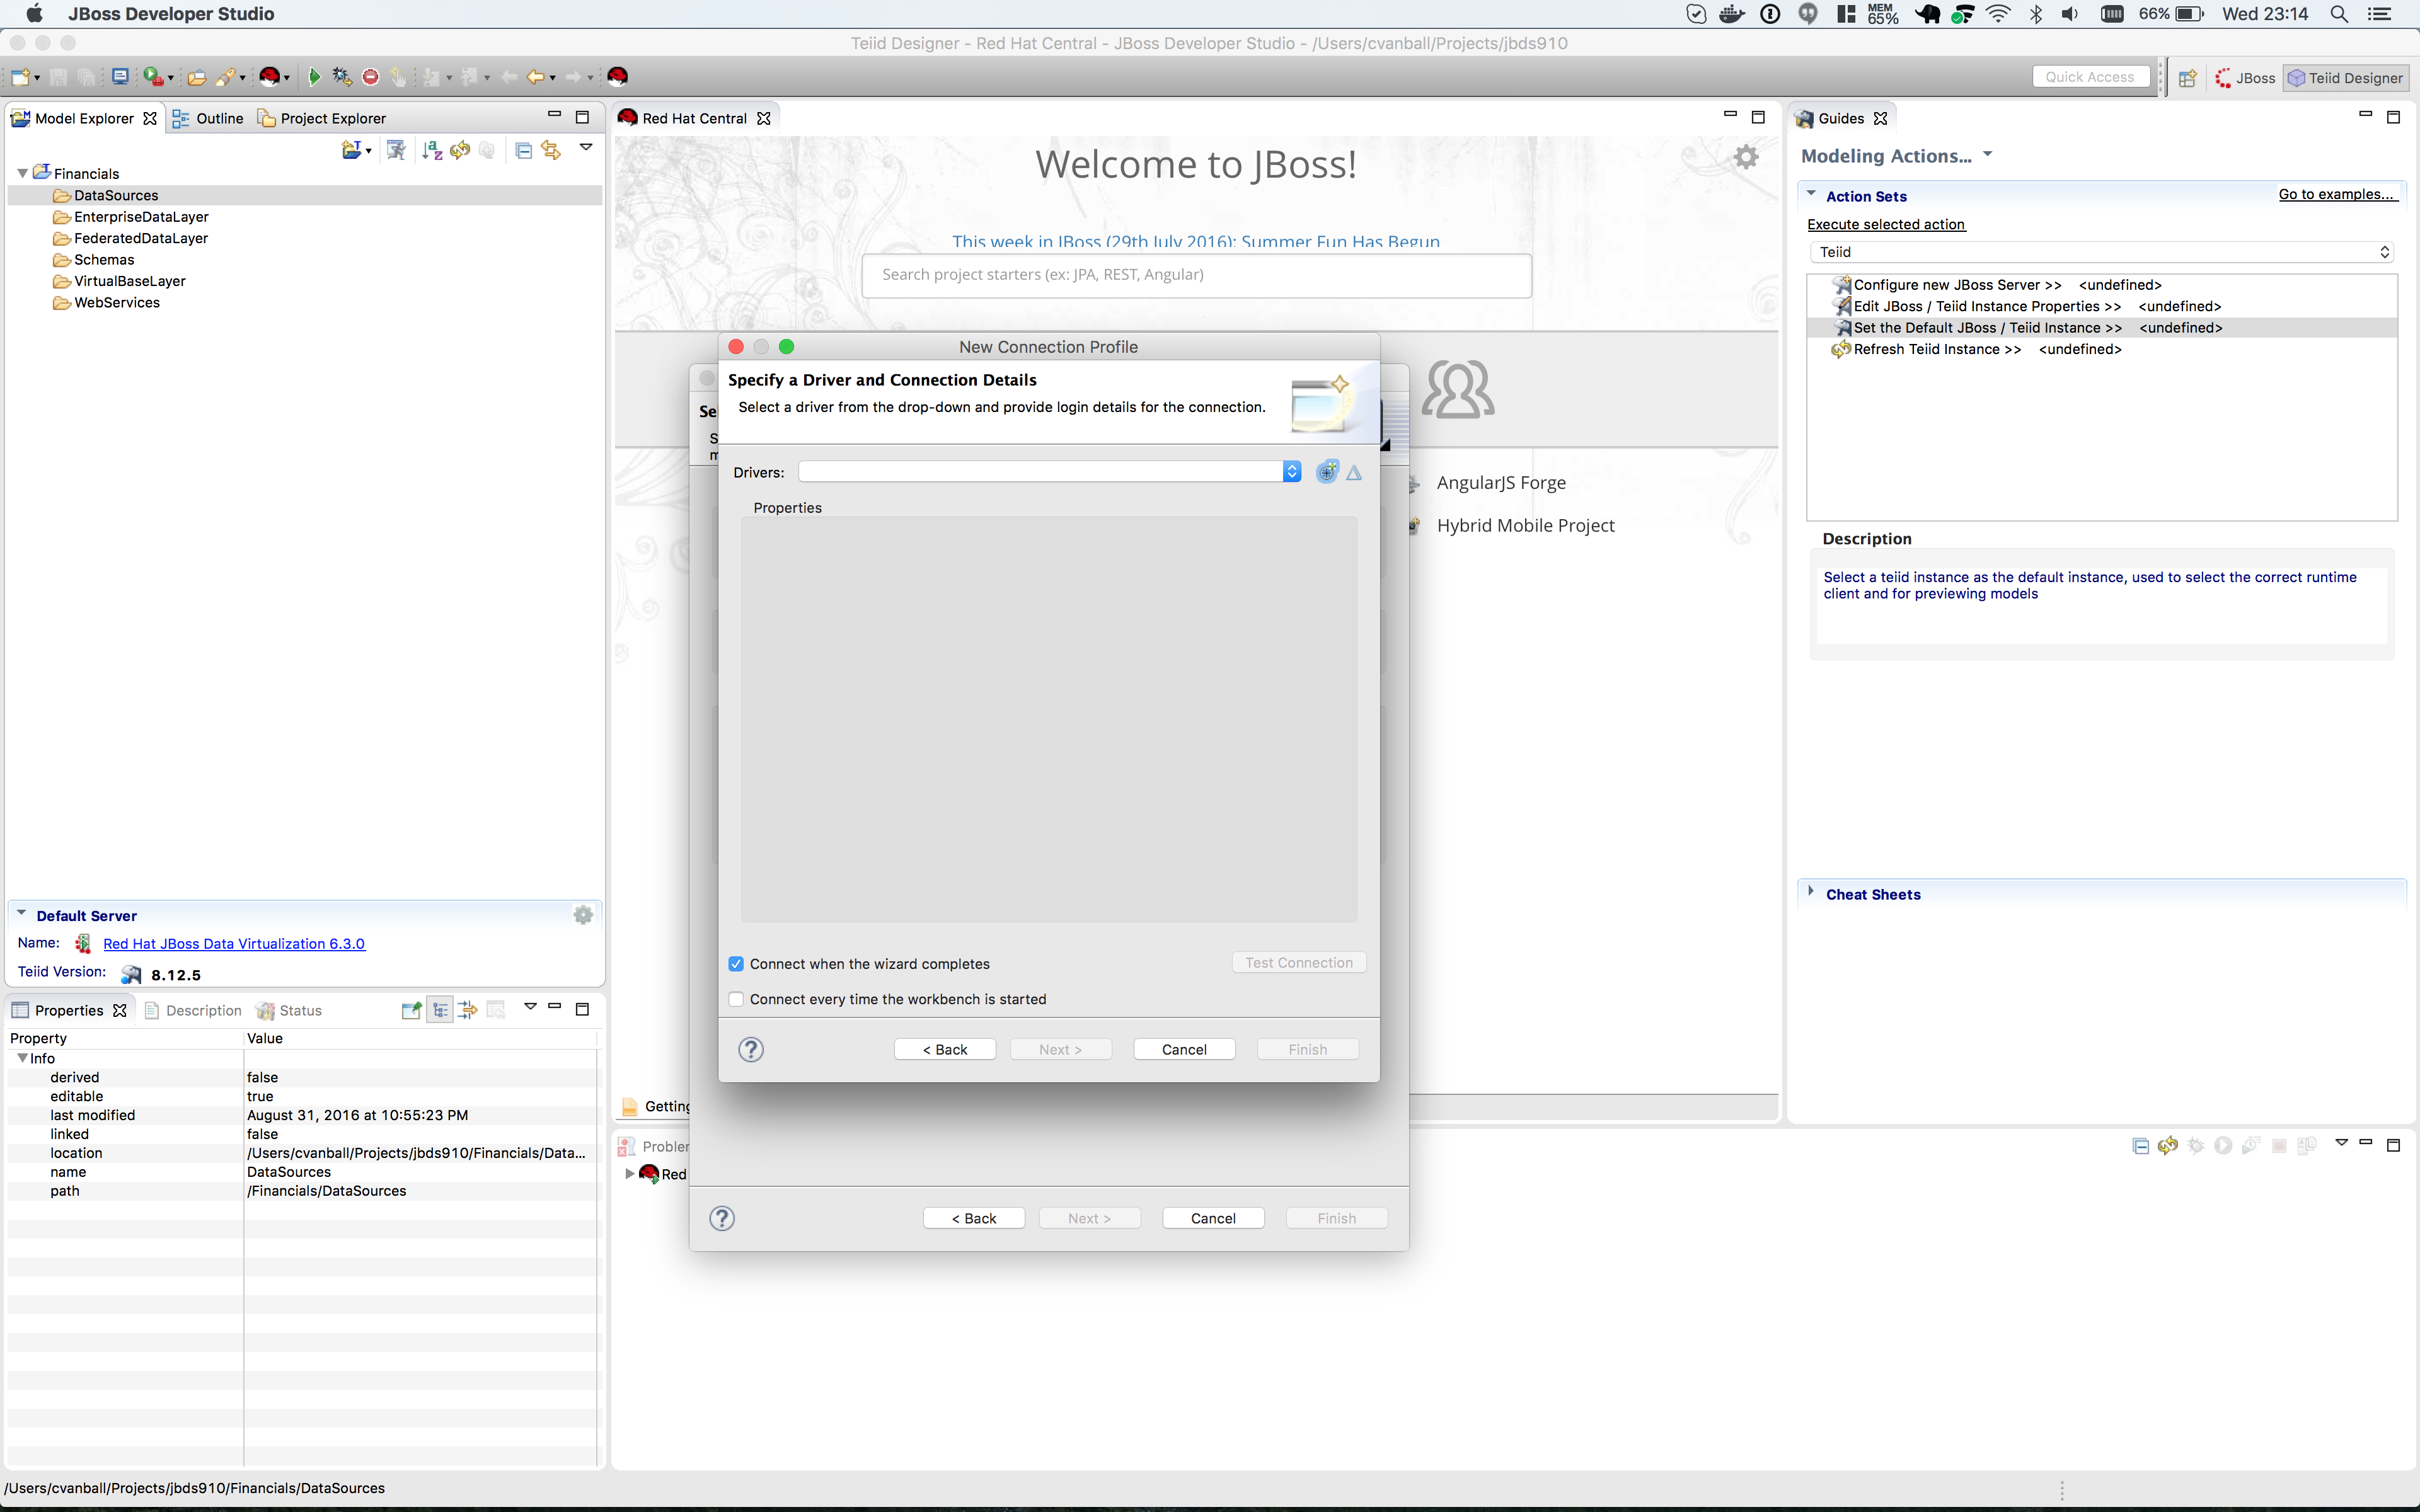 JBoss Developer Studio
MEM 65%
66%
Wed 23:14
Teiid Designer - Red Hat Central - JBoss Developer Studio - /Users/cvanball/Projects/jbds910
Quick Access
JBoss
Teiid Designer
Model Explorer
Outline
Project Explorer
Financials
DataSources
EnterpriseDataLayer
FederatedDataLayer
Schemas
VirtualBaseLayer
WebServices
Default Server
Name:
Red Hat JBoss Data Virtualization 6.3.0
Teiid Version:
8.12.5
Properties
Description
Status
Property
Value
Info
derived
false
editable
true
last modified
August 31, 2016 at 10:55:23 PM
linked
false
location
/Users/cvanball/Projects/jbds910/Financials/Data...
name
DataSources
path
/Financials/DataSources
/Users/cvanball/Projects/jbds910/Financials/DataSources
Red Hat Central
Welcome to JBoss!
This week in JBoss (29th July 2016): Summer Fun Has Begun
Search project starters (ex: JPA, REST, Angular)
AngularJS Forge
Hybrid Mobile Project
Getting
Problem
Red
Se
S
m
< Back
Next >
Cancel
Finish
New Connection Profile
Specify a Driver and Connection Details
Select a driver from the drop-down and provide login details for the connection.
Drivers:
Properties
Connect when the wizard completes
Test Connection
Connect every time the workbench is started
< Back
Next >
Cancel
Finish
Guides
Modeling Actions...
Action Sets
Go to examples...
Execute selected action
Teiid
Configure new JBoss Server >> <undefined>
Edit JBoss / Teiid Instance Properties >> <undefined>
Set the Default JBoss / Teiid Instance >> <undefined>
Refresh Teiid Instance >> <undefined>
Description
Select a teiid instance as the default instance, used to select the correct runtime
client and for previewing models
Cheat Sheets